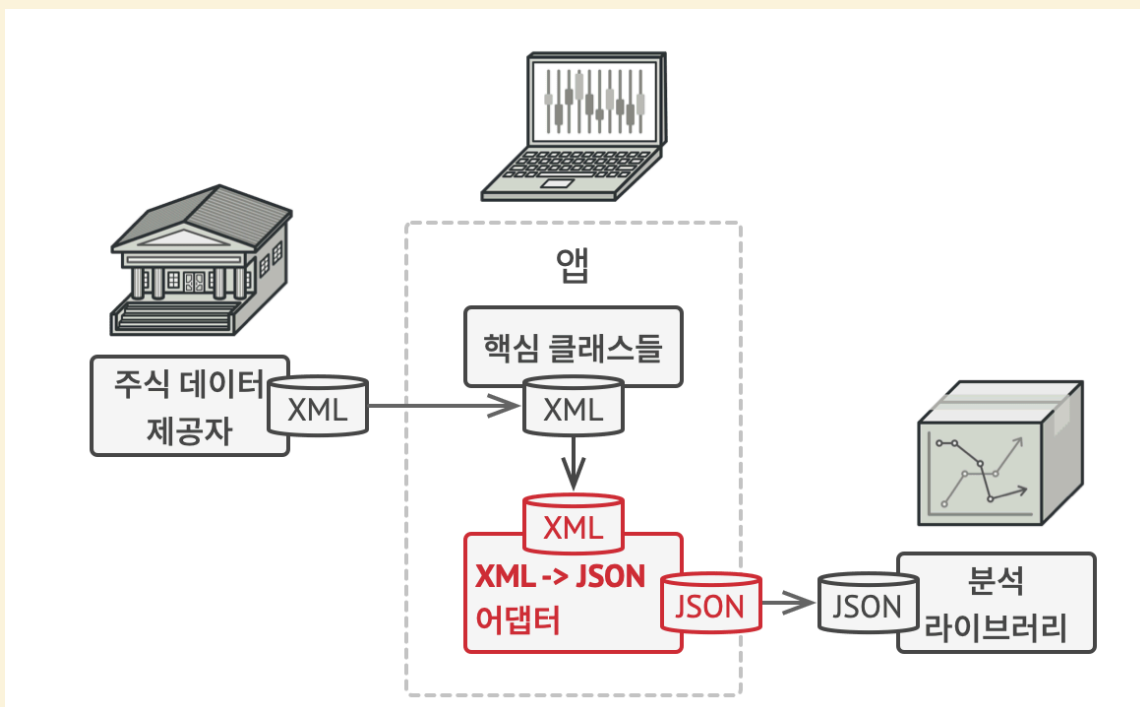 앱
핵심 클래스들
주식 데이터
제공자
XML
XML
XML
XML -> JSON
어댑터
JSON
JSON
분석
라이브러리